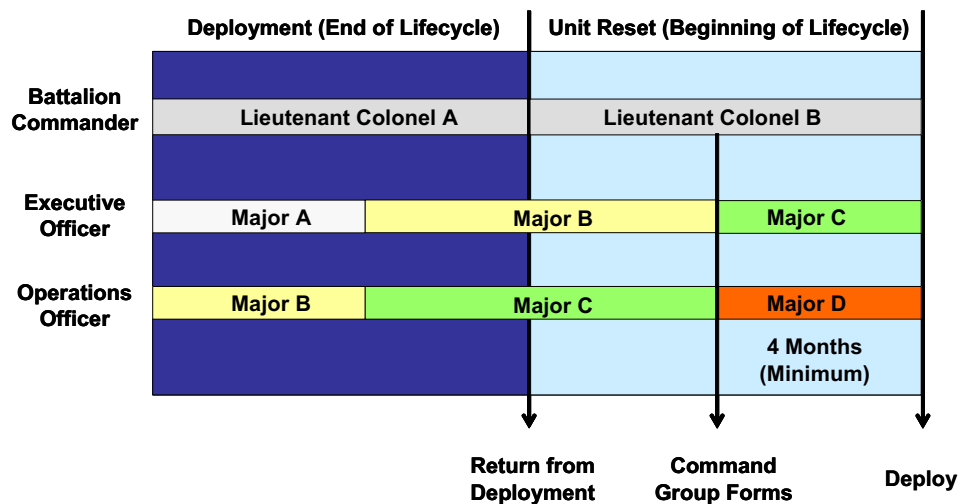 Deployment (End of Lifecycle) Unit Reset (Beginning of Lifecycle)
Battalion
Commander
Lieutenant Colonel A Lieutenant Colonel B
Executive
Officer
Major A Major B Major C
Operations
Officer
Major B Major C Major D
4 Months
(Minimum)
Return from
Deployment
Command
Group Forms
Deploy